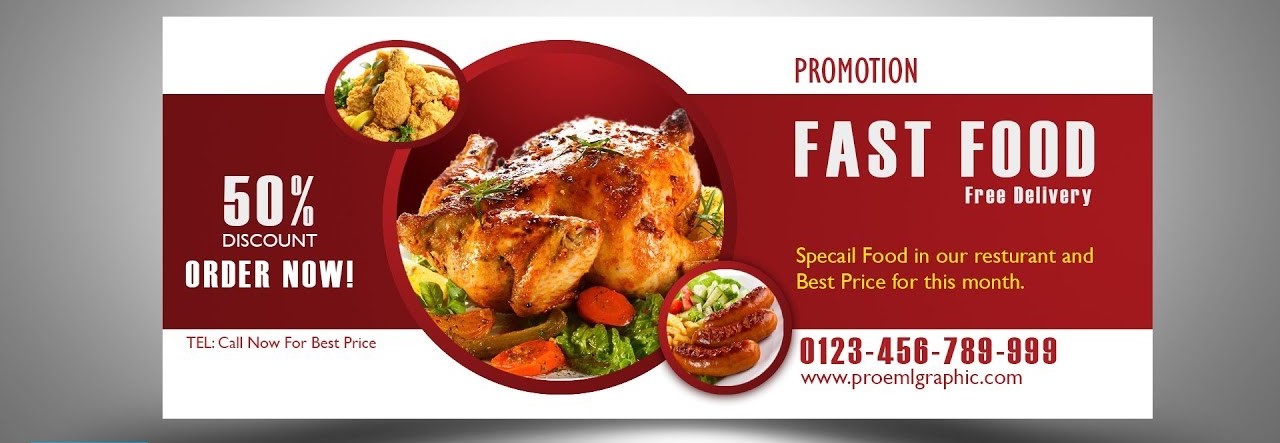 PROMOTION
FAST FOOD
Free Delivery
50%
DISCOUNT
ORDER NOW!
Specail Food in our resturant and
Best Price for this month.
TEL: Call Now For Best Price
0123-456-789-999
www.proemlgraphic.com